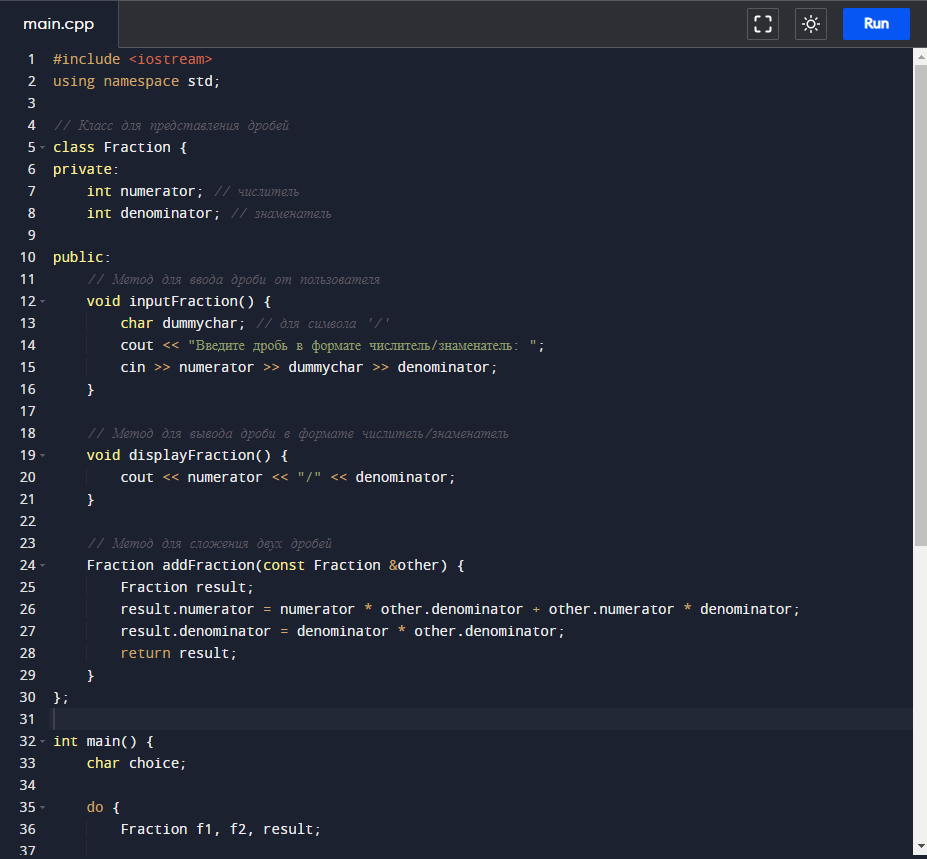 main.cpp
Run
1 #include <iostream>
2 using namespace std;
3
4 // Класс для представления дробей
5 class Fraction {
6 private:
7 int numerator; // числитель
8 int denominator; // знаменатель
9
10 public:
11 // Метод для ввода дроби от пользователя
12 void inputFraction() {
13 char dummychar; // для символа '/'
14 cout << "Введите дробь в формате числитель/знаменатель: ";
15 cin >> numerator >> dummychar >> denominator;
16 }
17
18 // Метод для вывода дроби в формате числитель/знаменатель
19 void displayFraction() {
20 cout << numerator << "/" << denominator;
21 }
22
23 // Метод для сложения двух дробей
24 Fraction addFraction(const Fraction &other) {
25 Fraction result;
26 result.numerator = numerator * other.denominator + other.numerator * denominator;
27 result.denominator = denominator * other.denominator;
28 return result;
29 }
30 };
31
32 int main() {
33 char choice;
34
35 do {
36 Fraction f1, f2, result;
37